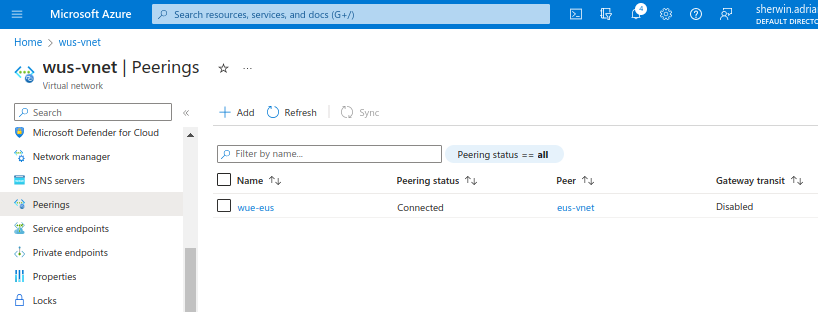 Microsoft Azure
Search resources, services, and docs (G+/)
4
sherwin.adria
DEFAULT DIRECTO
Home > wus-vnet
wus-vnet | Peerings
Virtual network
Search
Add
Refresh
Sync
Microsoft Defender for Cloud
Network manager
DNS servers
Peerings
Service endpoints
Private endpoints
Properties
Locks
Filter by name...
Peering status == all
Name Peering status Peer Gateway transit
wue-eus Connected eus-vnet Disabled